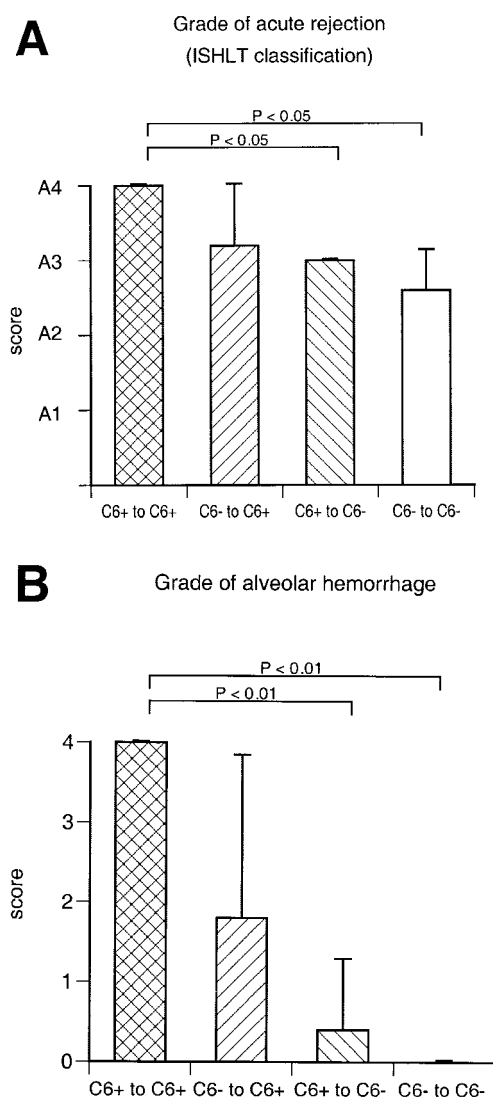 A
Grade of acute rejection
(ISHLT classification)
P < 0.05
P < 0.05
A4
A3
A2
A1
score
C6+ to C6+ C6- to C6+ C6+ to C6- C6- to C6-
B
Grade of alveolar hemorrhage
P < 0.01
P < 0.01
4
3
2
1
0
score
C6+ to C6+ C6- to C6+ C6+ to C6- C6- to C6-